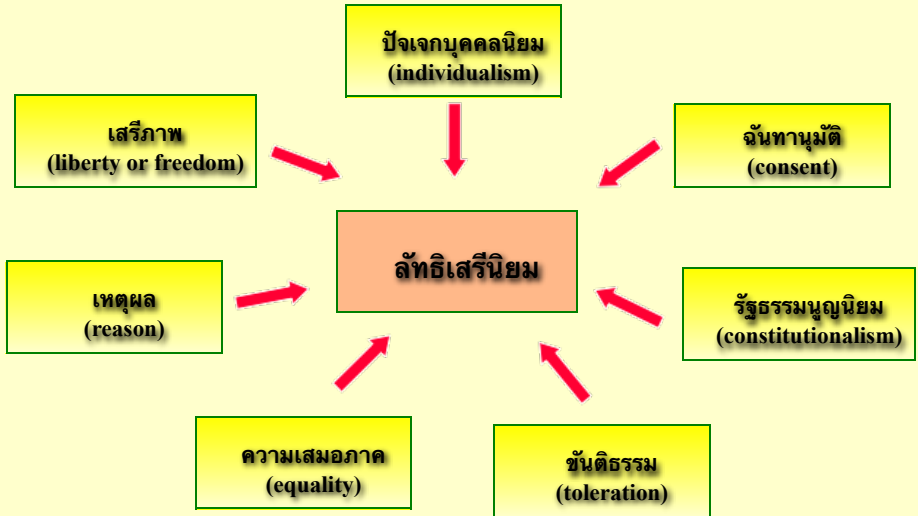 ปัจเจกบุคคลนิยม
(individualism)
เสรีภาพ
(liberty or freedom)
ฉันทานุมัติ
(consent)
ลัทธิเสรีนิยม
เหตุผล
(reason)
รัฐธรรมนูญนิยม
(constitutionalism)
ความเสมอภาค
(equality)
ขันติธรรม
(toleration)